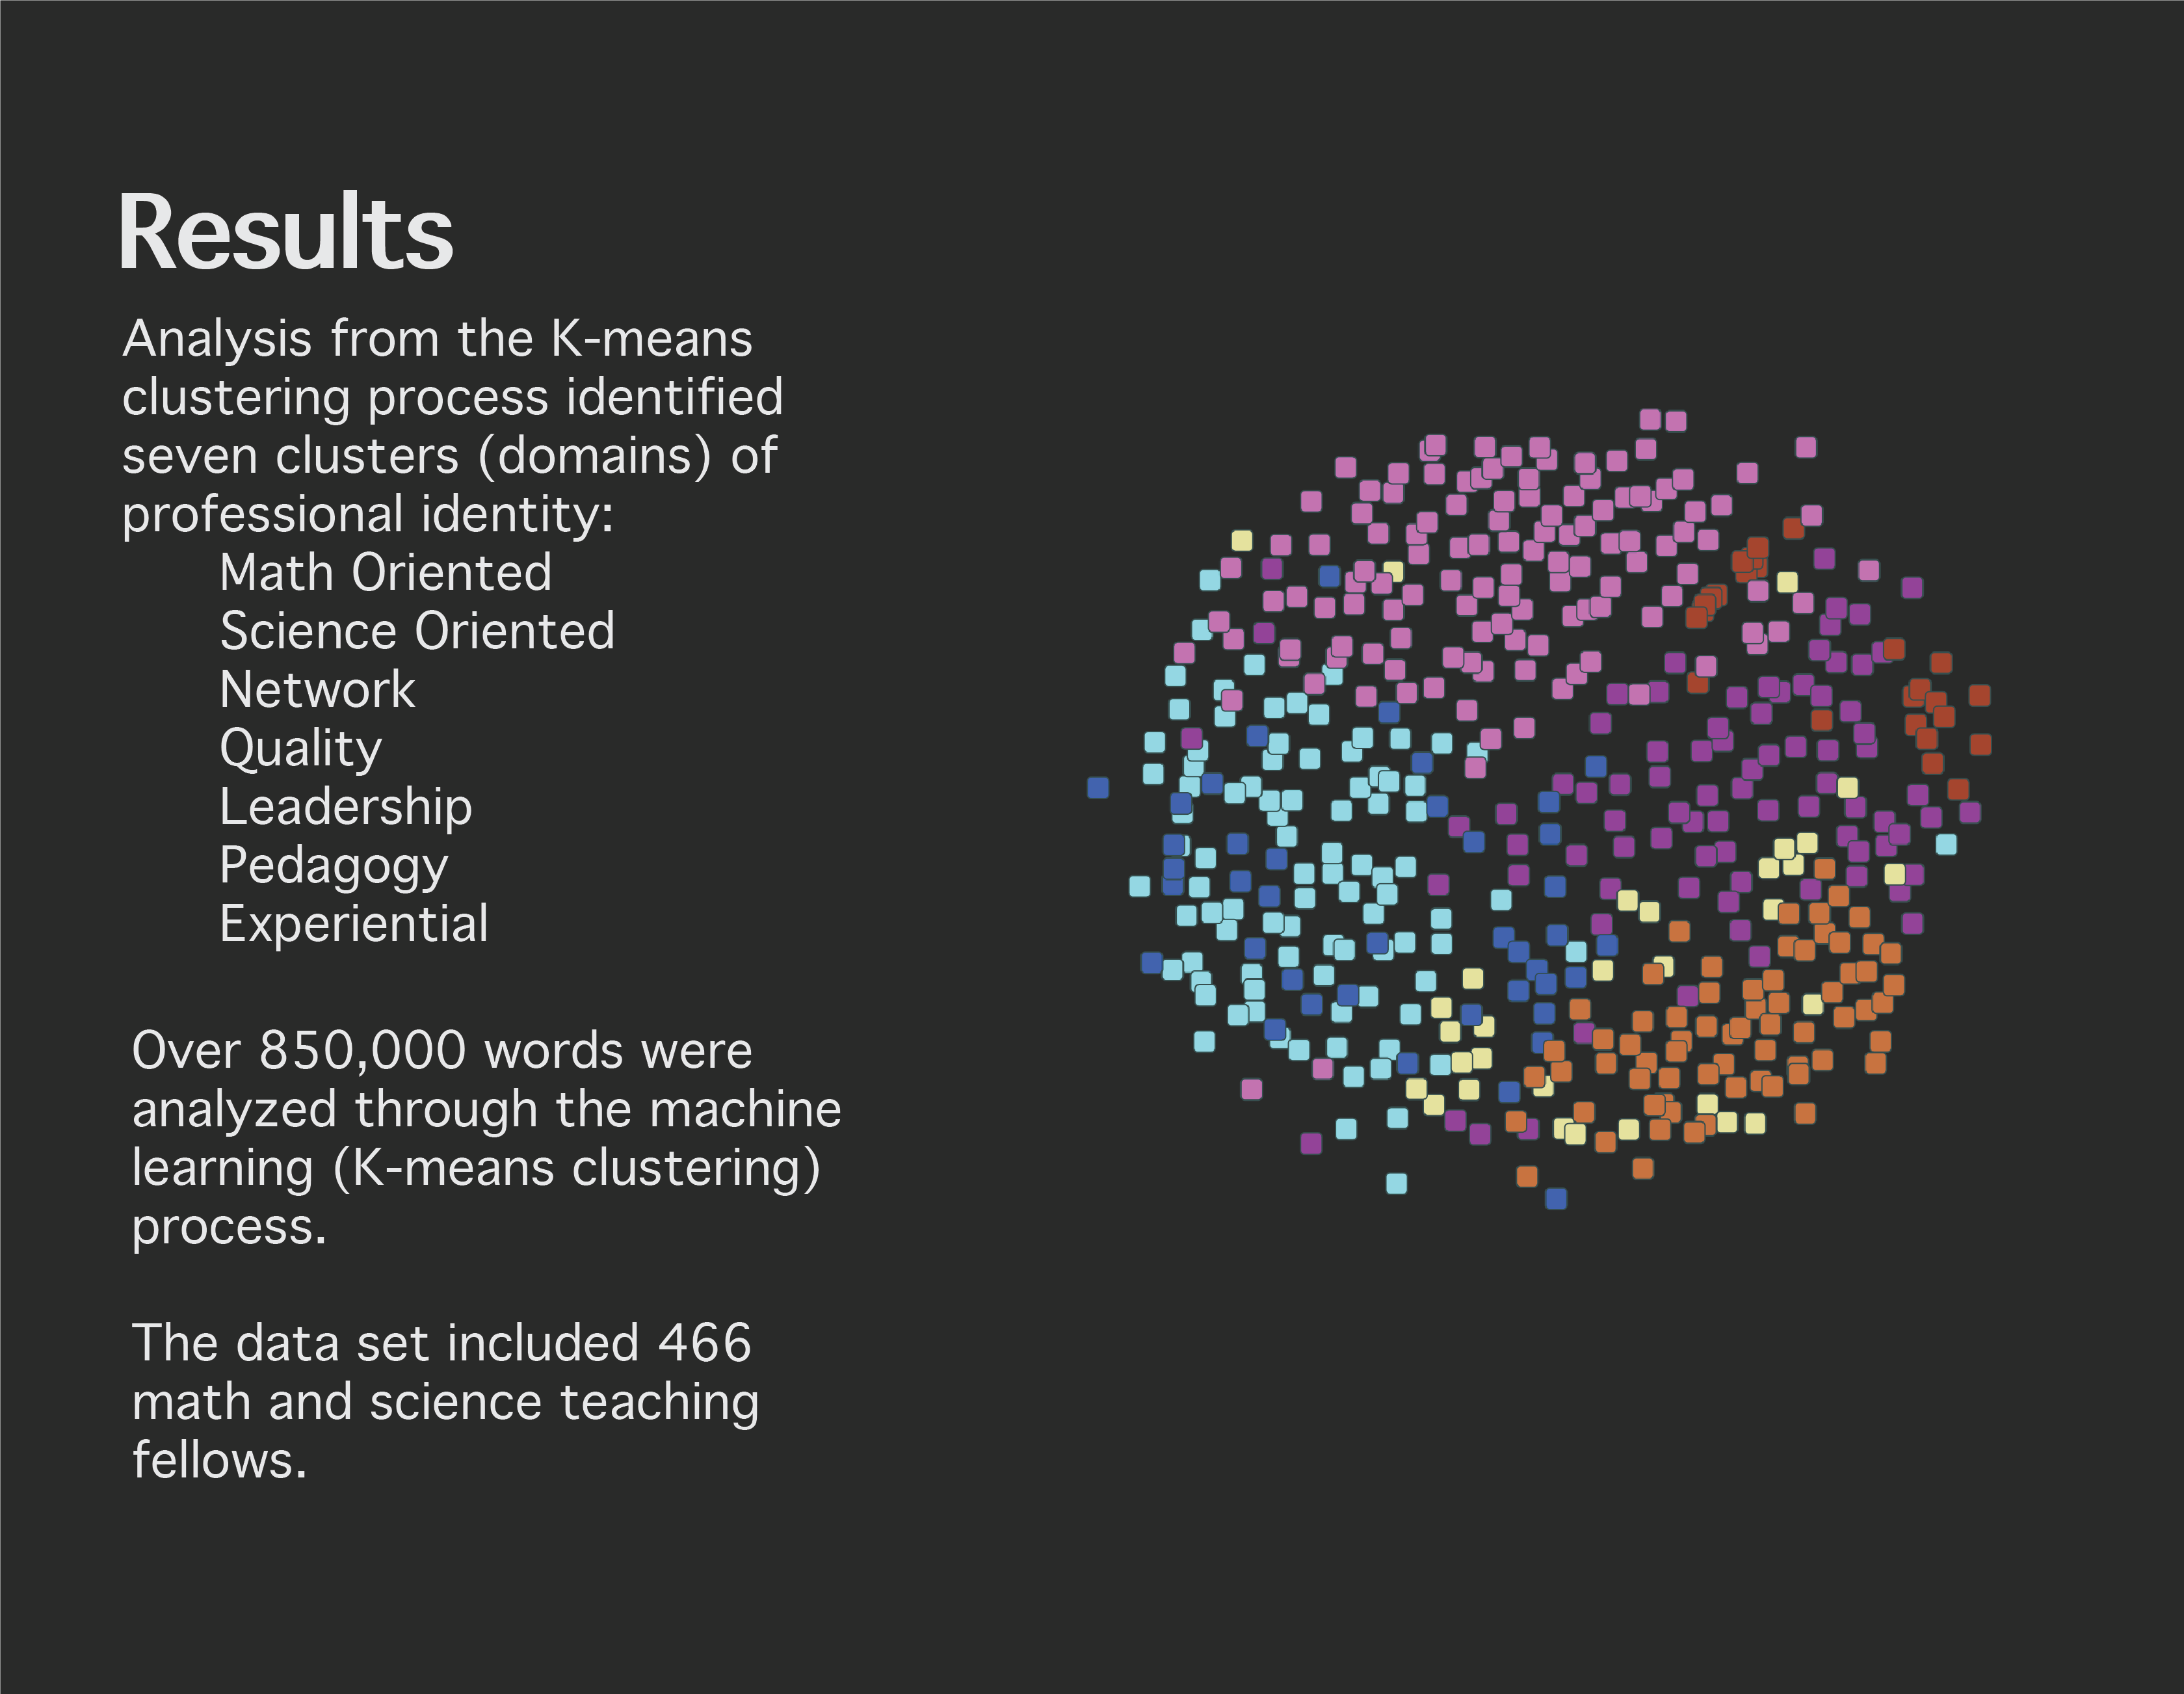 Results
Analysis from the K-means
clustering process identified
seven clusters (domains) of
professional identity:
Math Oriented
Science Oriented
Network
Quality
Leadership
Pedagogy
Experiential
Over 850,000 words were
analyzed through the machine
learning (K-means clustering)
process.
The data set included 466
math and science teaching
fellows.